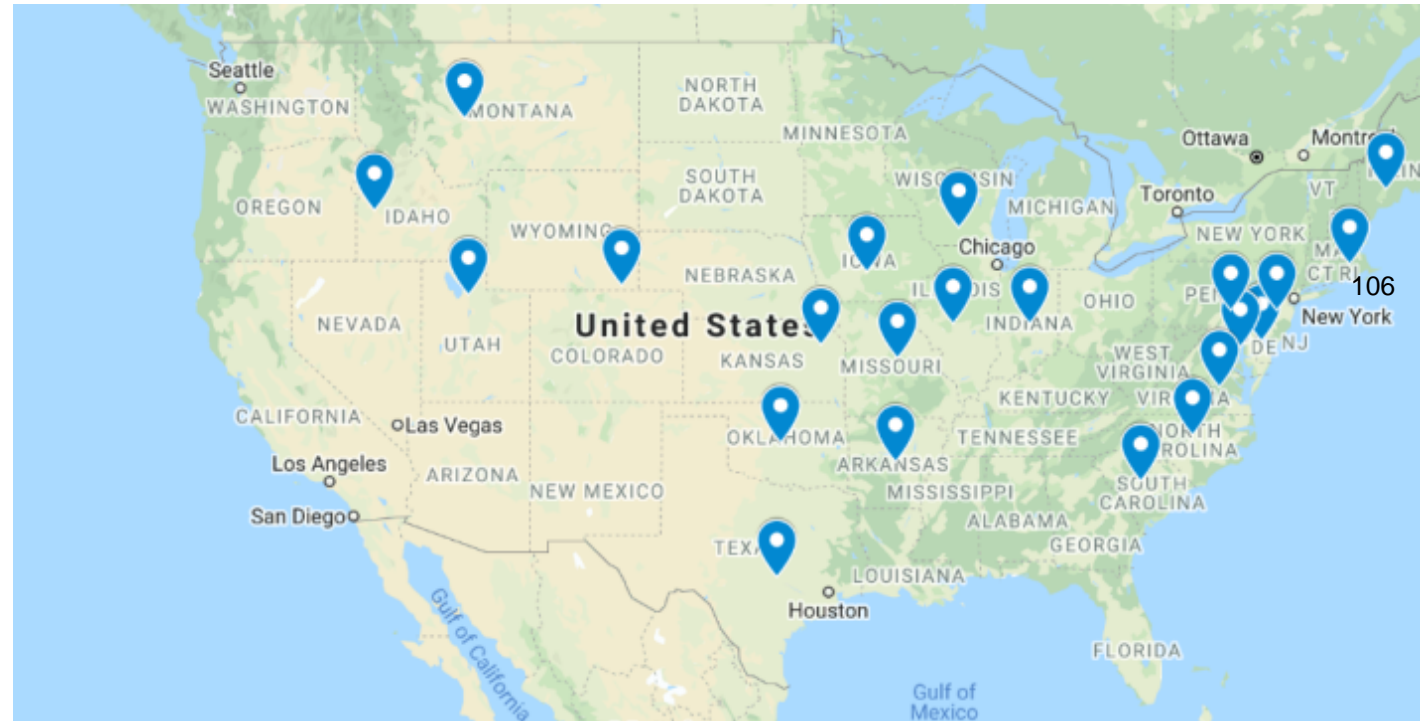 Seattle
WASHINGTON
MONTANA
NORTH
DAKOTA
MINNESOTA
Ottawa
OREGON
IDAHO
SOUTH
DAKOTA
MICHIGAN
Toronto
VT
WYOMING
NEW YORK
Chicago
NEBRASKA
CT RI
106
NEVADA
UTAH
COLORADO
KANSAS
MISSOURI
INDIANA
OHIO
New York
WEST
VIRGINIA
DE NJ
KENTUCKY
CALIFORNIA
Las Vegas
OKLAHOMA
TENNESSEE
NORTH
Los Angeles
ARIZONA
NEW MEXICO
ARKANSAS
MISSISSIPPI
SOUTH
CAROLINA
San Diego
ALABAMA
GEORGIA
LOUISIANA
Houston
Gulf of California
FLORIDA
Gulf of
Mexico
United